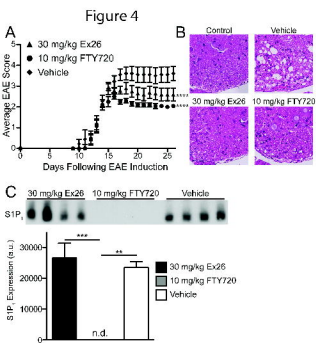 Figure 4
A
30 mg/kg Ex26
10 mg/kg FTY720
Vehicle
Average EAE Score
5
4
3
2
1
0
****
****
0 5 10 15 20 25
Days Following EAE Induction
B
Control Vehicle
30 mg/kg Ex26 10 mg/kg FTY720
C
30 mg/kg Ex26 10 mg/kg FTY720 Vehicle
S1P1
S1P1 Expression (a.u.)
30000
20000
10000
0
***
**
n.d.
30 mg/kg Ex26
10 mg/kg FTY720
Vehicle